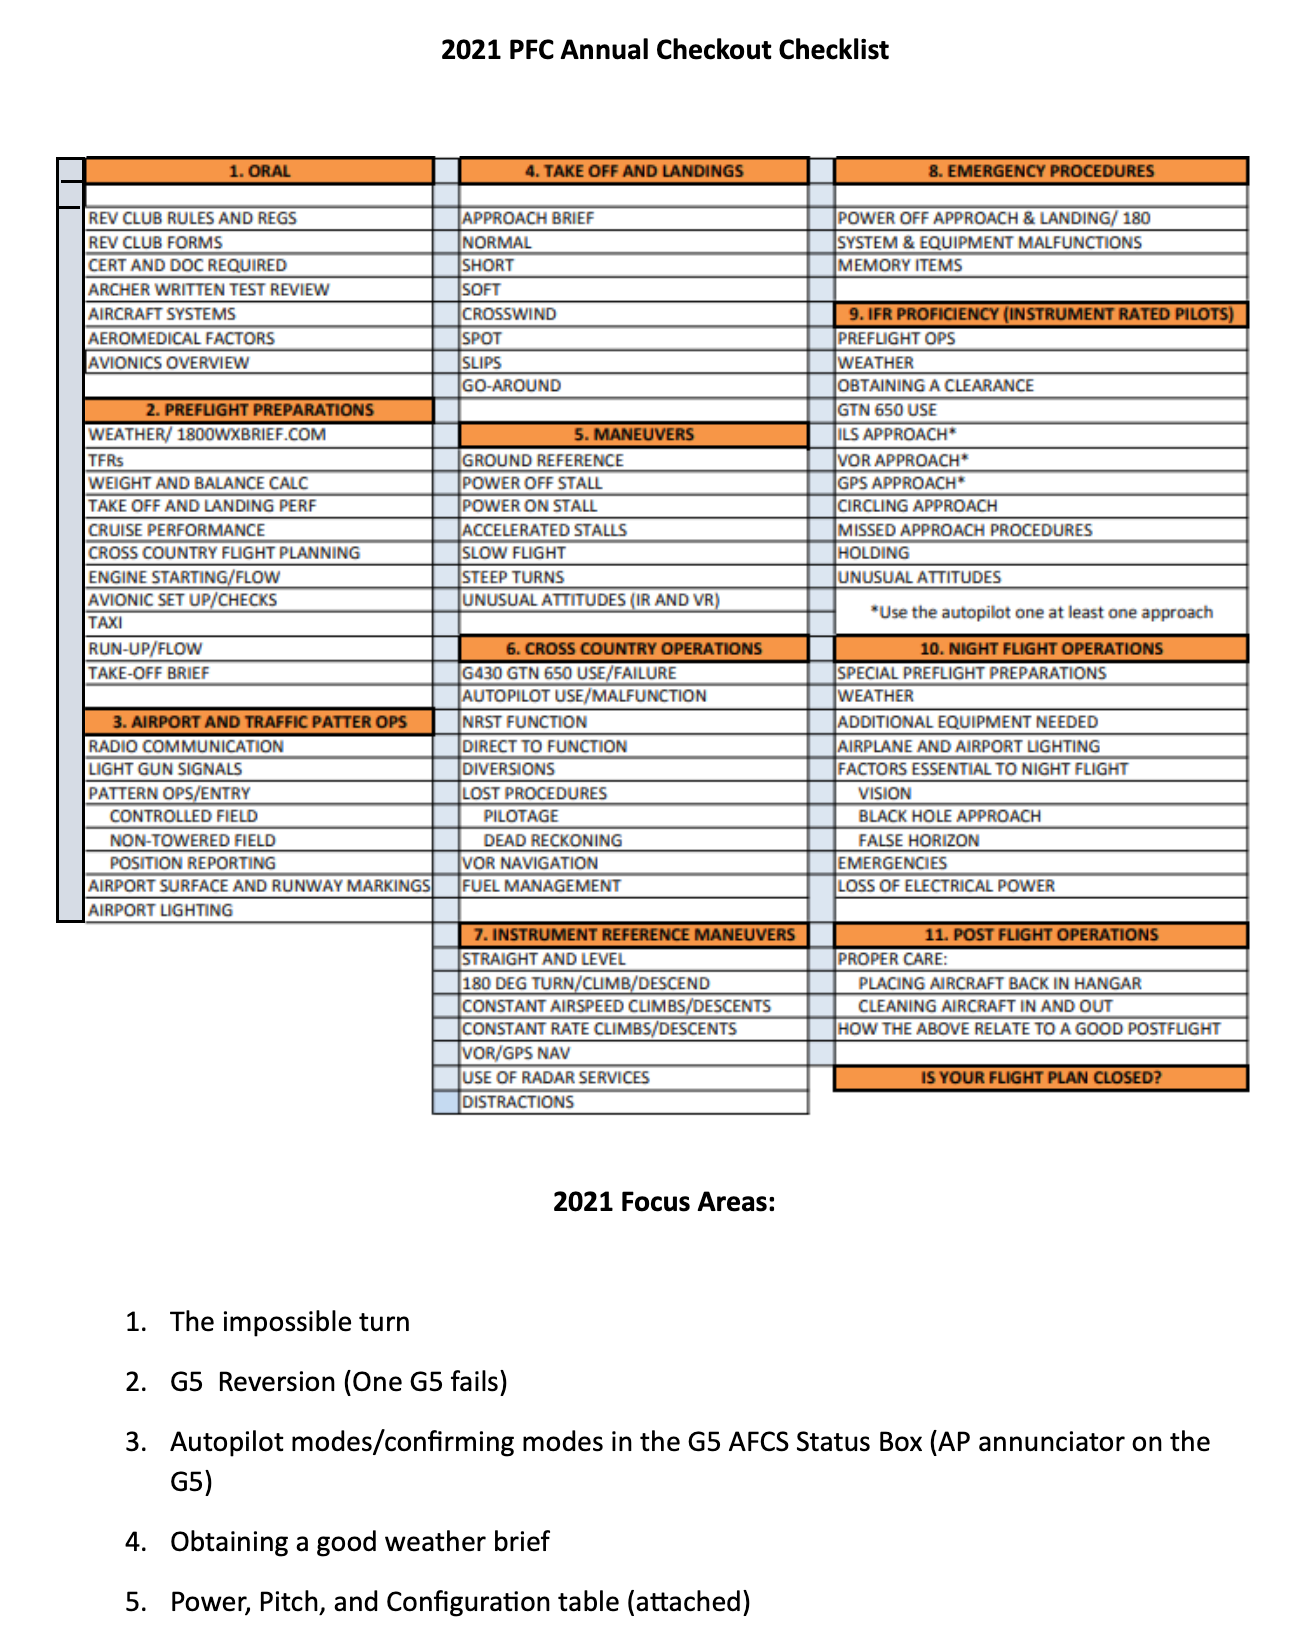 2021 PFC Annual Checkout Checklist
1. ORAL
REV CLUB RULES AND REGS
REV CLUB FORMS
CERT AND DOC REQUIRED
ARCHER WRITTEN TEST REVIEW
AIRCRAFT SYSTEMS
AEROMEDICAL FACTORS
AVIONICS OVERVIEW
2. PREFLIGHT PREPARATIONS
WEATHER/ 1800WXBRIEF.COM
TFRs
WEIGHT AND BALANCE CALC
TAKE OFF AND LANDING PERF
CRUISE PERFORMANCE
CROSS COUNTRY FLIGHT PLANNING
ENGINE STARTING/FLOW
AVIONIC SET UP/CHECKS
TAXI
RUN-UP/FLOW
TAKE-OFF BRIEF
3. AIRPORT AND TRAFFIC PATTER OPS
RADIO COMMUNICATION
LIGHT GUN SIGNALS
PATTERN OPS/ENTRY
CONTROLLED FIELD
NON-TOWERED FIELD
POSITION REPORTING
AIRPORT SURFACE AND RUNWAY MARKINGS
AIRPORT LIGHTING
4. TAKE OFF AND LANDINGS
APPROACH BRIEF
NORMAL
SHORT
SOFT
CROSSWIND
SPOT
SLIPS
GO-AROUND
5. MANEUVERS
GROUND REFERENCE
POWER OFF STALL
POWER ON STALL
ACCELERATED STALLS
SLOW FLIGHT
STEEP TURNS
UNUSUAL ATTITUDES (IR AND VR)
6. CROSS COUNTRY OPERATIONS
G430 GTN 650 USE/FAILURE
AUTOPILOT USE/MALFUNCTION
NRST FUNCTION
DIRECT TO FUNCTION
DIVERSIONS
LOST PROCEDURES
PILOTAGE
DEAD RECKONING
VOR NAVIGATION
FUEL MANAGEMENT
7. INSTRUMENT REFERENCE MANEUVERS
STRAIGHT AND LEVEL
180 DEG TURN/CLIMB/DESCEND
CONSTANT AIRSPEED CLIMBS/DESCENTS
CONSTANT RATE CLIMBS/DESCENTS
VOR/GPS NAV
USE OF RADAR SERVICES
DISTRACTIONS
8. EMERGENCY PROCEDURES
POWER OFF APPROACH & LANDING/ 180
SYSTEM & EQUIPMENT MALFUNCTIONS
MEMORY ITEMS
9. IFR PROFICIENCY (INSTRUMENT RATED PILOTS)
PREFLIGHT OPS
WEATHER
OBTAINING A CLEARANCE
GTN 650 USE
ILS APPROACH*
VOR APPROACH*
GPS APPROACH*
CIRCLING APPROACH
MISSED APPROACH PROCEDURES
HOLDING
UNUSUAL ATTITUDES
*Use the autopilot one at least one approach
10. NIGHT FLIGHT OPERATIONS
SPECIAL PREFLIGHT PREPARATIONS
WEATHER
ADDITIONAL EQUIPMENT NEEDED
AIRPLANE AND AIRPORT LIGHTING
FACTORS ESSENTIAL TO NIGHT FLIGHT
VISION
BLACK HOLE APPROACH
FALSE HORIZON
EMERGENCIES
LOSS OF ELECTRICAL POWER
11. POST FLIGHT OPERATIONS
PROPER CARE:
PLACING AIRCRAFT BACK IN HANGAR
CLEANING AIRCRAFT IN AND OUT
HOW THE ABOVE RELATE TO A GOOD POSTFLIGHT
IS YOUR FLIGHT PLAN CLOSED?
2021 Focus Areas:
1. The impossible turn
2. G5 Reversion (One G5 fails)
3. Autopilot modes/confirming modes in the G5 AFCS Status Box (AP annunciator on the
G5)
4. Obtaining a good weather brief
5. Power, Pitch, and Configuration table (attached)